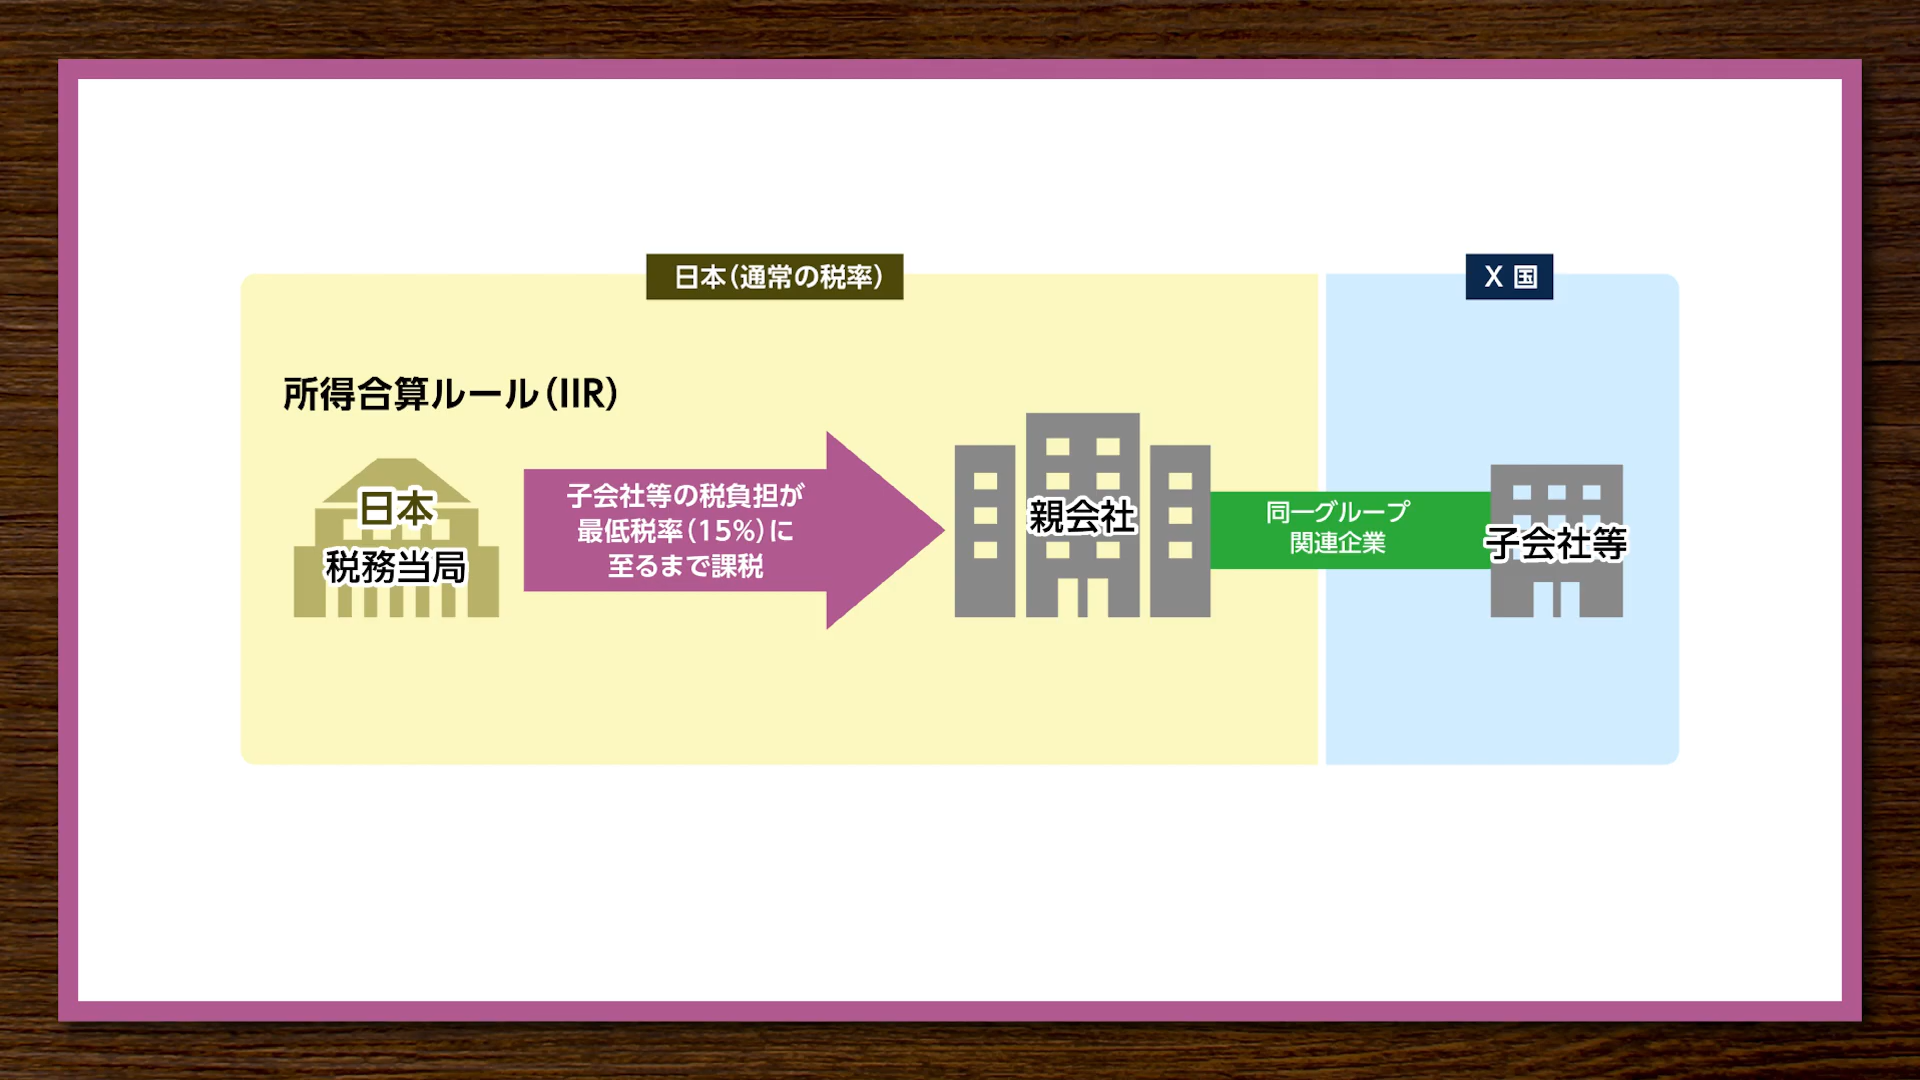 日本（通常の税率）
X 国
所得合算ルール（IIR）
日本
税務当局
子会社等の税負担が
最低税率（15%）に
至るまで課税
親会社
同一グループ
関連企業
子会社等